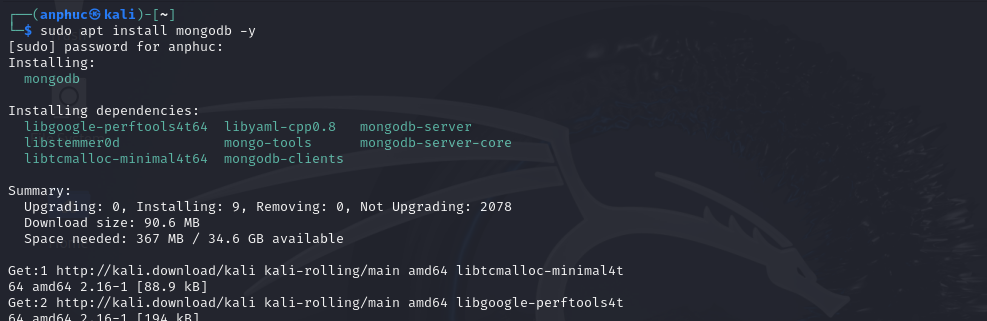 ┌──(anphuc㉿kali)-[~]
└─$ sudo apt install mongodb -y
[sudo] password for anphuc:
Installing:
  mongodb

Installing dependencies:
  libgoogle-perftools4t64  libyaml-cpp0.8   mongodb-server
  libstemmer0d             mongo-tools      mongodb-server-core
  libtcmalloc-minimal4t64  mongodb-clients

Summary:
  Upgrading: 0, Installing: 9, Removing: 0, Not Upgrading: 2078
  Download size: 90.6 MB
  Space needed: 367 MB / 34.6 GB available

Get:1 http://kali.download/kali kali-rolling/main amd64 libtcmalloc-minimal4t
64 amd64 2.16-1 [88.9 kB]
Get:2 http://kali.download/kali kali-rolling/main amd64 libgoogle-perftools4t
64 amd64 2.16-1 [194 kB]